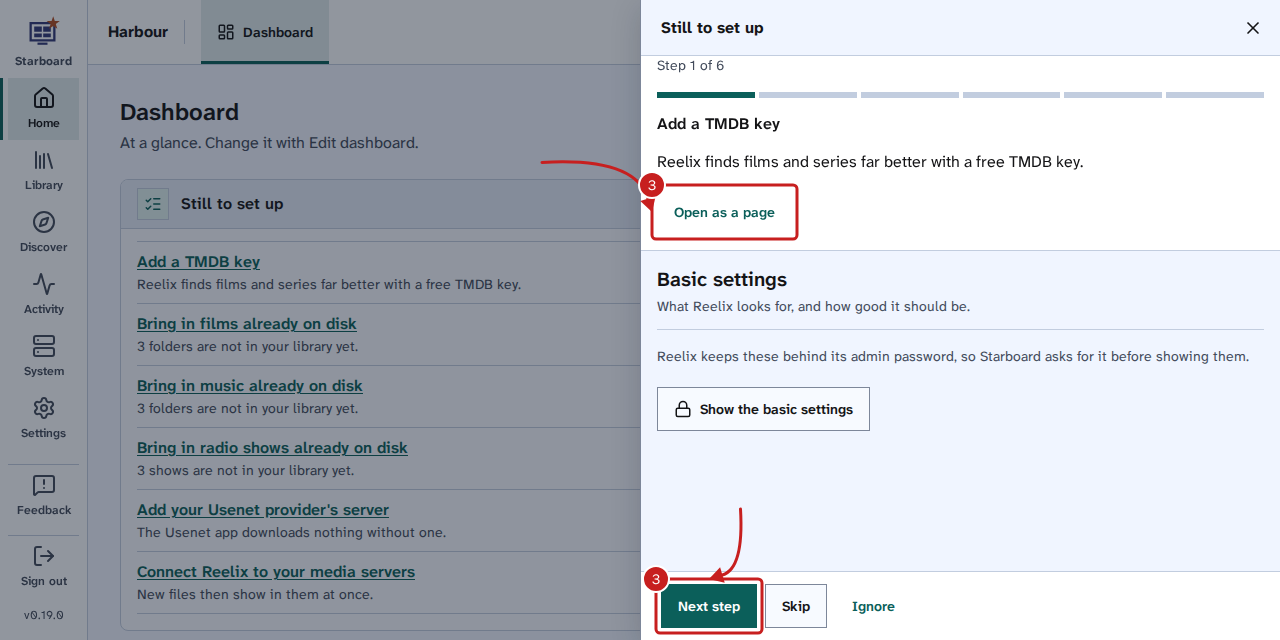 Starboard
Home
Library
Discover
Activity
System
Settings
Feedback
Sign out
v0.19.0
Harbour
Dashboard
Dashboard
At a glance. Change it with Edit dashboard.
Still to set up
Add a TMDB key
Reelix finds films and series far better with a free TMDB key.
Bring in films already on disk
3 folders are not in your library yet.
Bring in music already on disk
3 folders are not in your library yet.
Bring in radio shows already on disk
3 shows are not in your library yet.
Add your Usenet provider's server
The Usenet app downloads nothing without one.
Connect Reelix to your media servers
New files then show in them at once.
Still to set up
Step 1 of 6
Add a TMDB key
Reelix finds films and series far better with a free TMDB key.
3
Open as a page
Basic settings
What Reelix looks for, and how good it should be.
Reelix keeps these behind its admin password, so Starboard asks for it before showing them.
Show the basic settings
3
Next step
Skip
Ignore